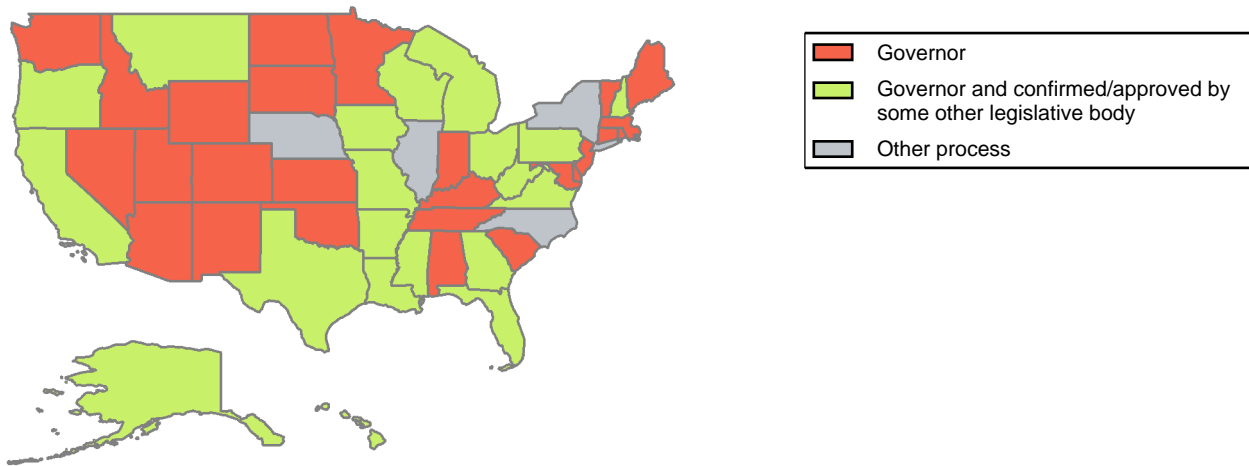 Governor
Governor and confirmed/approved by
some other legislative body
Other process